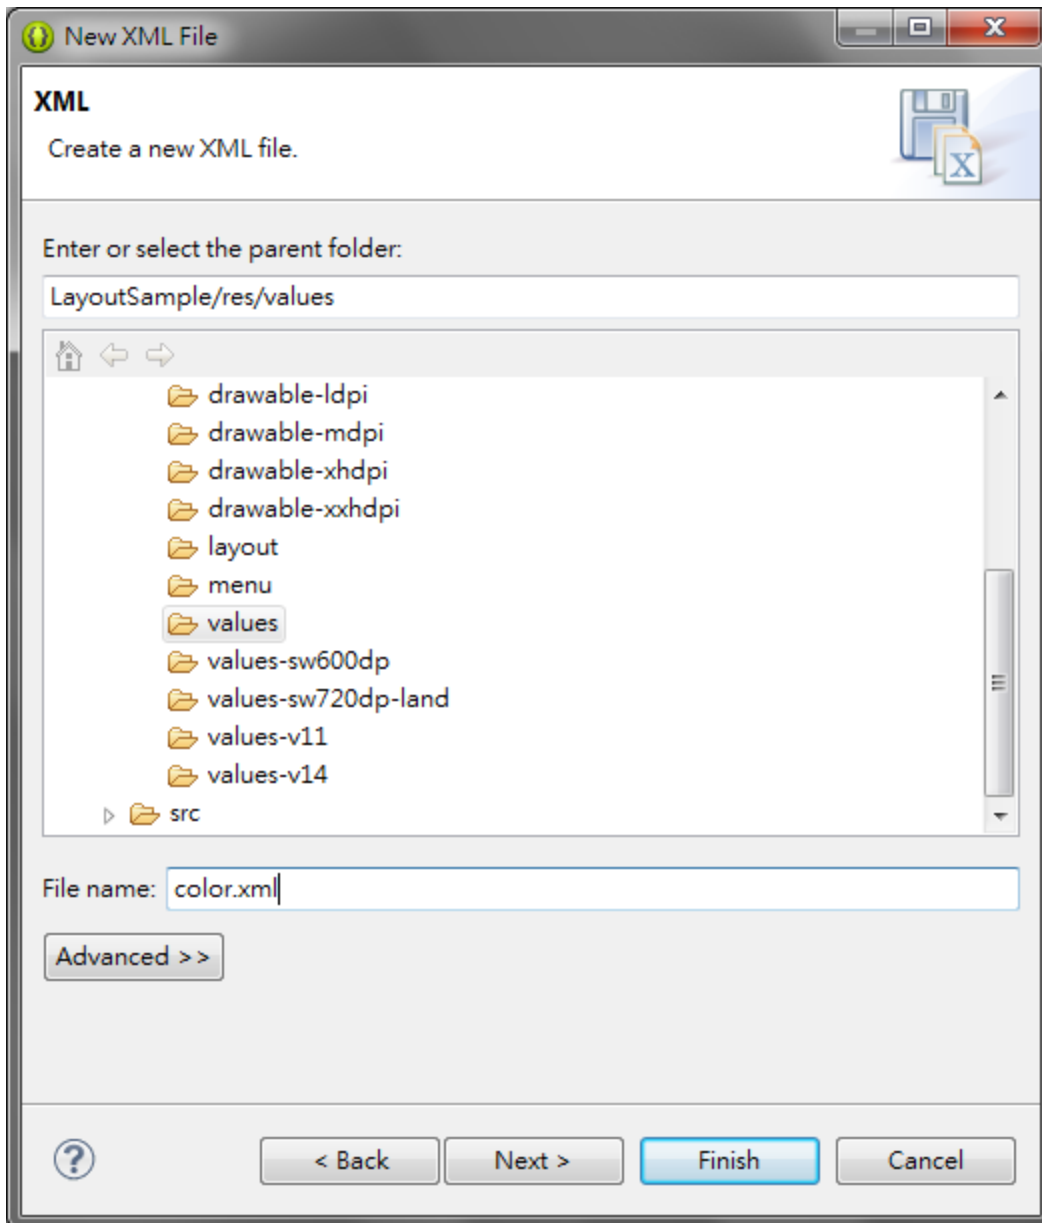 New XML File
XML
Create a new XML file.
X
Enter or select the parent folder:
LayoutSample/res/values
drawable-ldpi
drawable-mdpi
drawable-xhdpi
drawable-xxhdpi
layout
menu
values
values-sw600dp
values-sw720dp-land
values-v11
values-v14
src
File name: color.xml
Advanced >>
? < Back Next > Finish Cancel